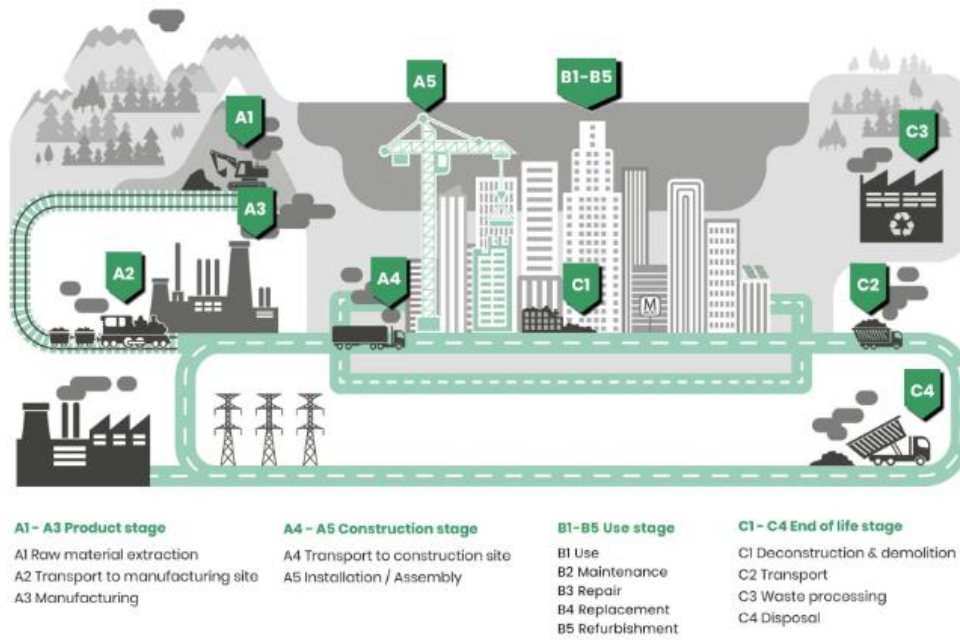 A5
B1-B5
A1
C3
A3
A2
A4
C1
C2
M
C4
A1 - A3 Product stage
A1 Raw material extraction
A2 Transport to manufacturing site
A3 Manufacturing
A4 - A5 Construction stage
A4 Transport to construction site
A5 Installation / Assembly
B1-B5 Use stage
B1 Use
B2 Maintenance
B3 Repair
B4 Replacement
B5 Refurbishment
C1 - C4 End of life stage
C1 Deconstruction & demolition
C2 Transport
C3 Waste processing
C4 Disposal